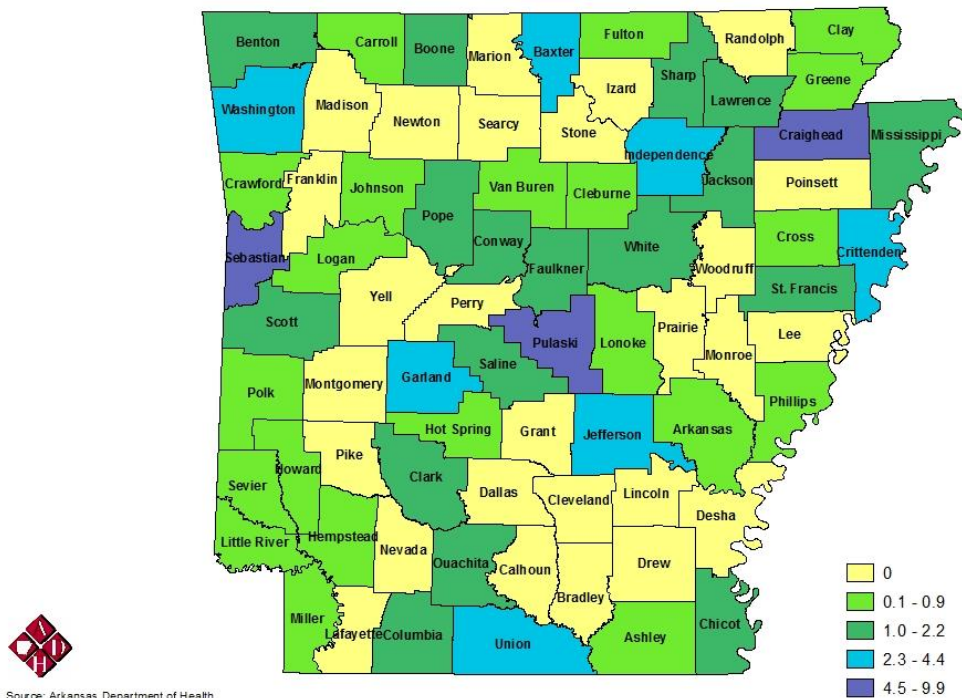 Benton
Carroll
Boone
Marion
Baxter
Fulton
Randolph
Clay
Sharp
Greene
Izard
Lawrence
Washington
Madison
Newton
Searcy
Stone
Independence
Craighead
Mississippi
Jackson
Poinsett
Crawford
Franklin
Johnson
Van Buren
Cleburne
Pope
Conway
White
Cross
Crittenden
Sebastian
Logan
Faulkner
Woodruff
St. Francis
Yell
Perry
Scott
Pulaski
Lonoke
Prairie
Monroe
Lee
Saline
Garland
Montgomery
Polk
Phillips
Hot Spring
Grant
Jefferson
Arkansas
Pike
Howard
Clark
Sevier
Dallas
Cleveland
Lincoln
Desha
Little River
Hempstead
Nevada
Ouachita
Calhoun
Drew
Bradley
Miller
Lafayette
Columbia
Union
Ashley
Chicot
0
0.1 - 0.9
1.0 - 2.2
2.3 - 4.4
4.5 - 9.9
A
D
H
Source: Arkansas Department of Health